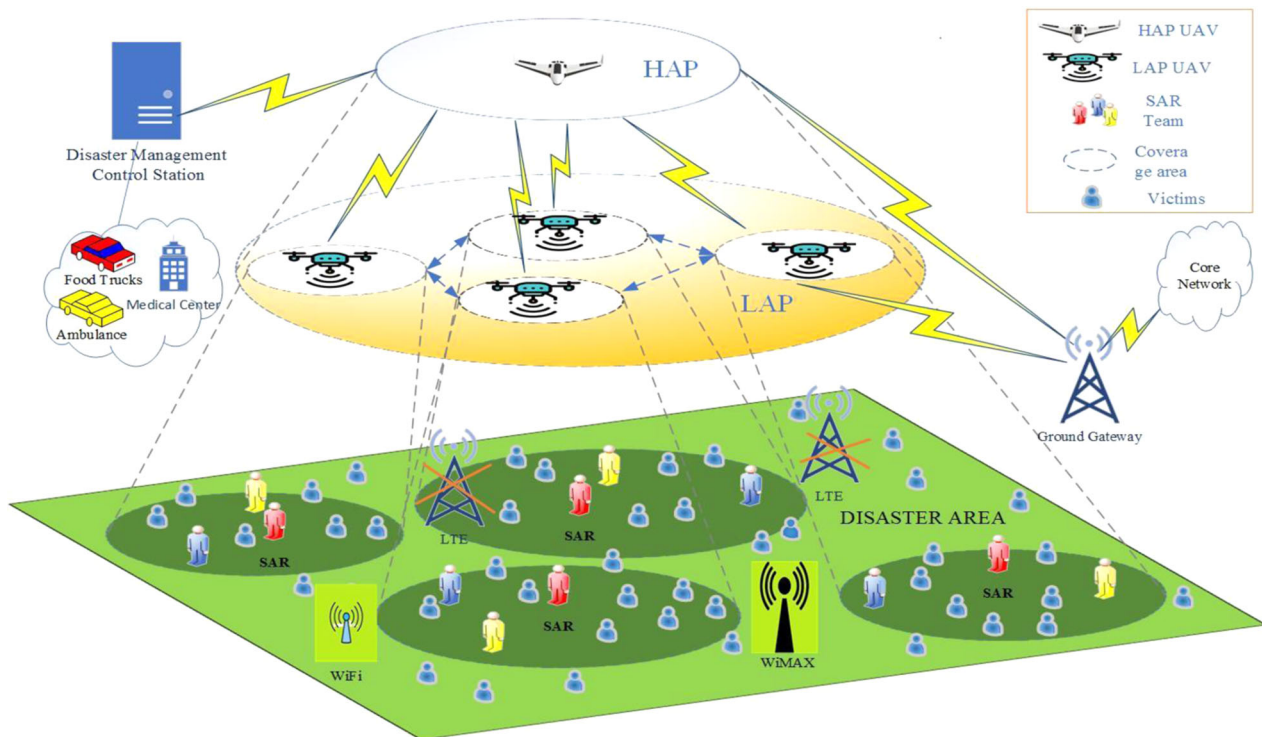 HAP
HAP UAV
LAP UAV
SAR
Team
Covera
ge area
Victims
Disaster Management
Control Station
Food Trucks
Medical Center
Ambulance
LAP
Core
Network
Ground Gateway
LTE
LTE
DISASTER AREA
SAR
SAR
SAR
SAR
WiFi
WiMAX